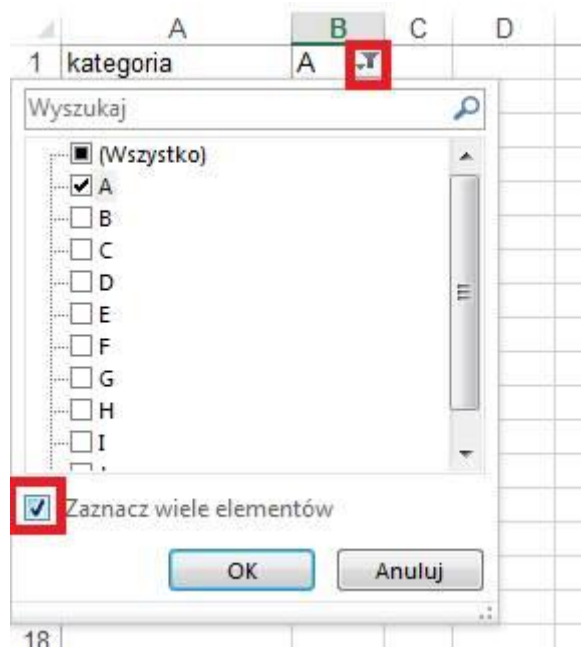 A B C D
1 kategoria A
Wyszukaj
(Wszystko)
A
B
C
D
E
F
G
H
I
Zaznacz wiele elementów
OK Anuluj
18